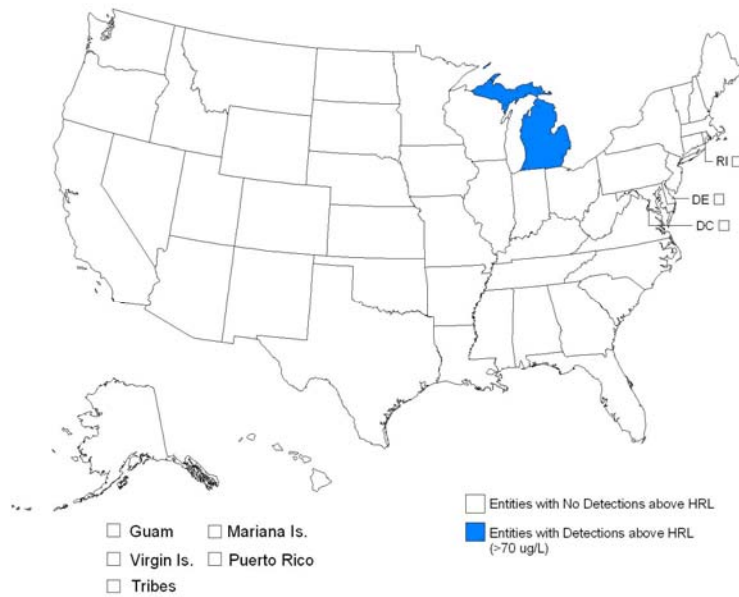 RI
DE
DC
Entities with No Detections above HRL
Entities with Detections above HRL
(>70 ug/L)
Guam
Mariana Is.
Virgin Is.
Puerto Rico
Tribes